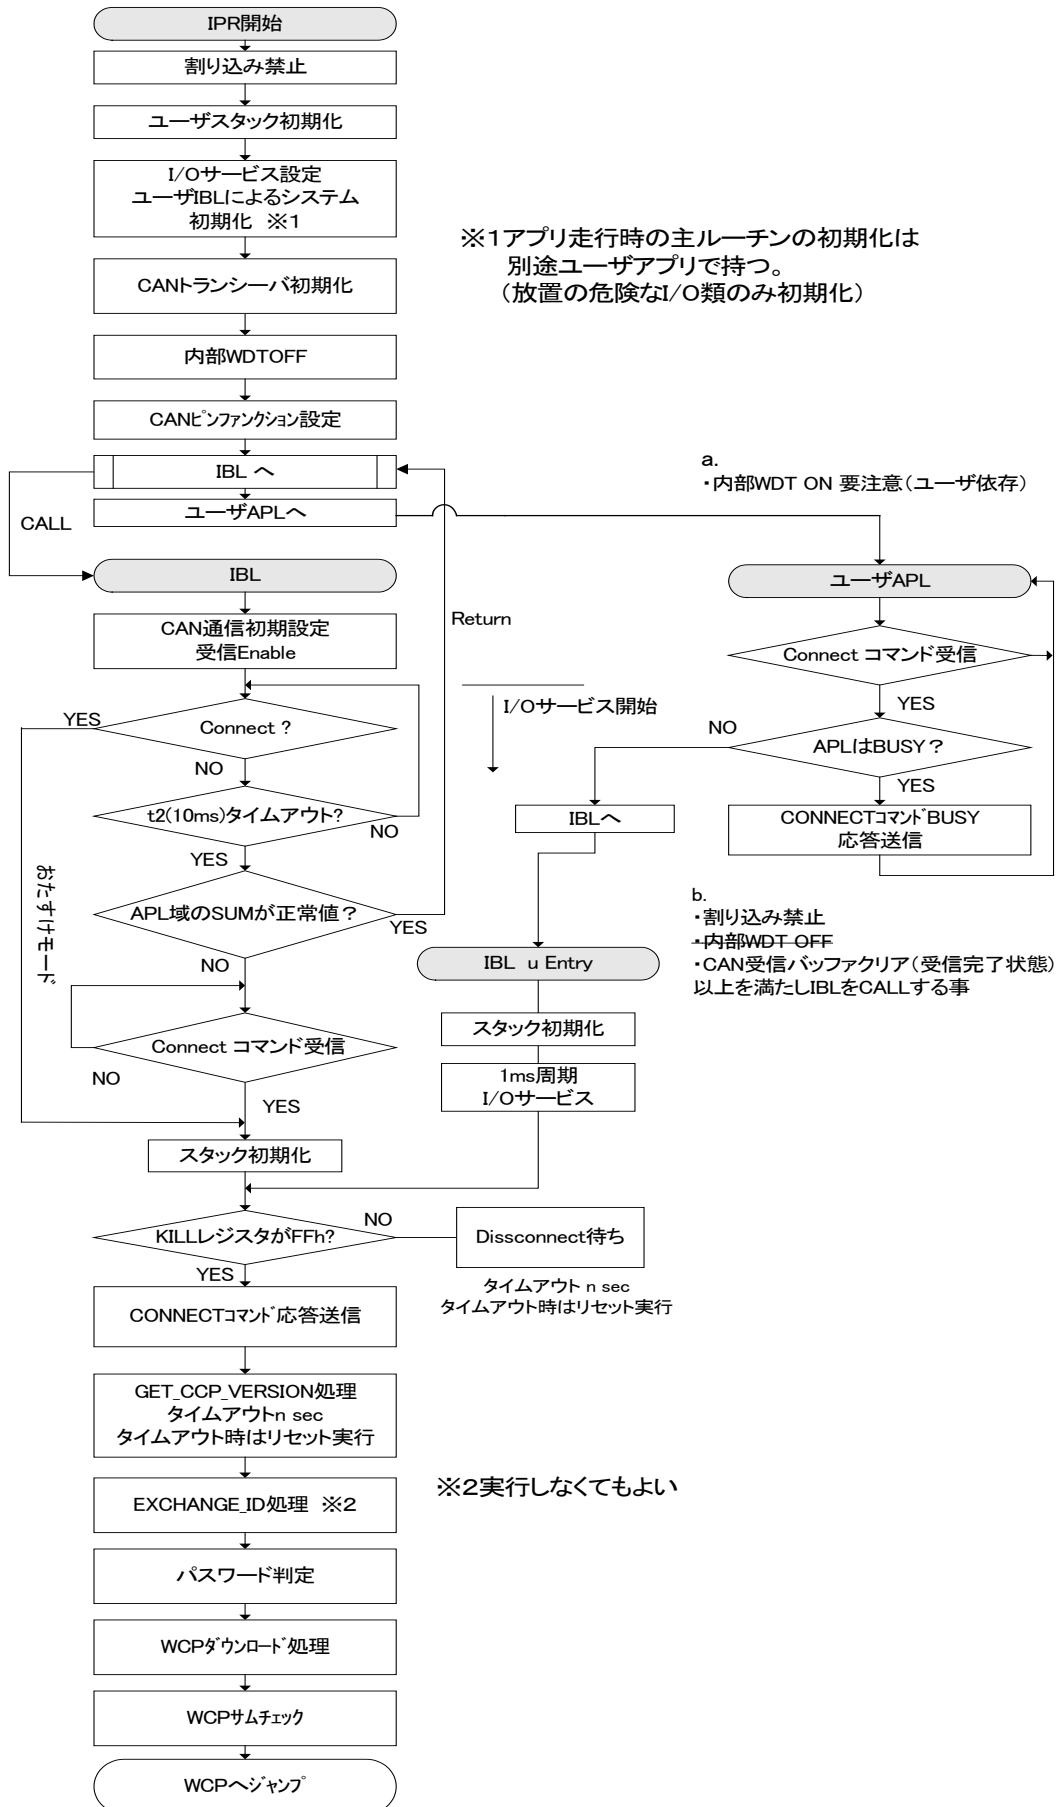 IPR開始
割り込み禁止
ユーザスタック初期化
I/Oサービス設定
ユーザIBLによるシステム
初期化 ※1
※1アプリ走行時の主ルーチンの初期化は
別途ユーザアプリで持つ。
（放置の危険なI/O類のみ初期化）
CANトランシーバ初期化
内部WDTOFF
CANﾋﾟﾝﾌｧﾝｸｼｮﾝ設定
IBL へ
ユーザAPLへ
CALL
a.
・内部WDT ON 要注意（ユーザ依存）
IBL
CAN通信初期設定
受信Enable
Return
Connect ?
YES
NO
t2(10ms)タイムアウト?
NO
YES
おたすけモード
APL域のSUMが正常値？
YES
NO
Connect コマンド受信
NO
YES
スタック初期化
I/Oサービス開始
ユーザAPL
Connect コマンド受信
YES
APLはBUSY？
NO
YES
CONNECTｺﾏﾝﾄﾞBUSY
応答送信
IBLへ
b.
・割り込み禁止
・内部WDT OFF
・CAN受信バッファクリア（受信完了状態）
以上を満たしIBLをCALLする事
IBL u Entry
スタック初期化
1ms周期
I/Oサービス
KILLレジスタがFFh?
NO
YES
Dissconnect待ち
タイムアウト n sec
タイムアウト時はリセット実行
CONNECTｺﾏﾝﾄﾞ応答送信
GET_CCP_VERSION処理
タイムアウトn sec
タイムアウト時はリセット実行
EXCHANGE_ID処理 ※2
※2実行しなくてもよい
パスワード判定
WCPﾀﾞｳﾝﾛｰﾄﾞ処理
WCPｻﾑﾁｪｯｸ
WCPへｼﾞｬﾝﾌﾟ